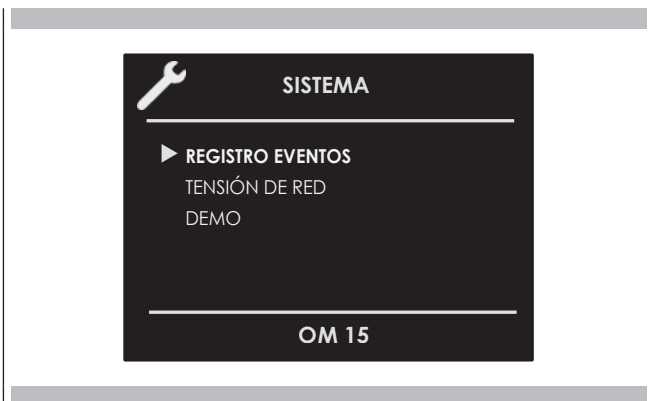 SISTEMA
REGISTRO EVENTOS
TENSIÓN DE RED
DEMO
OM 15